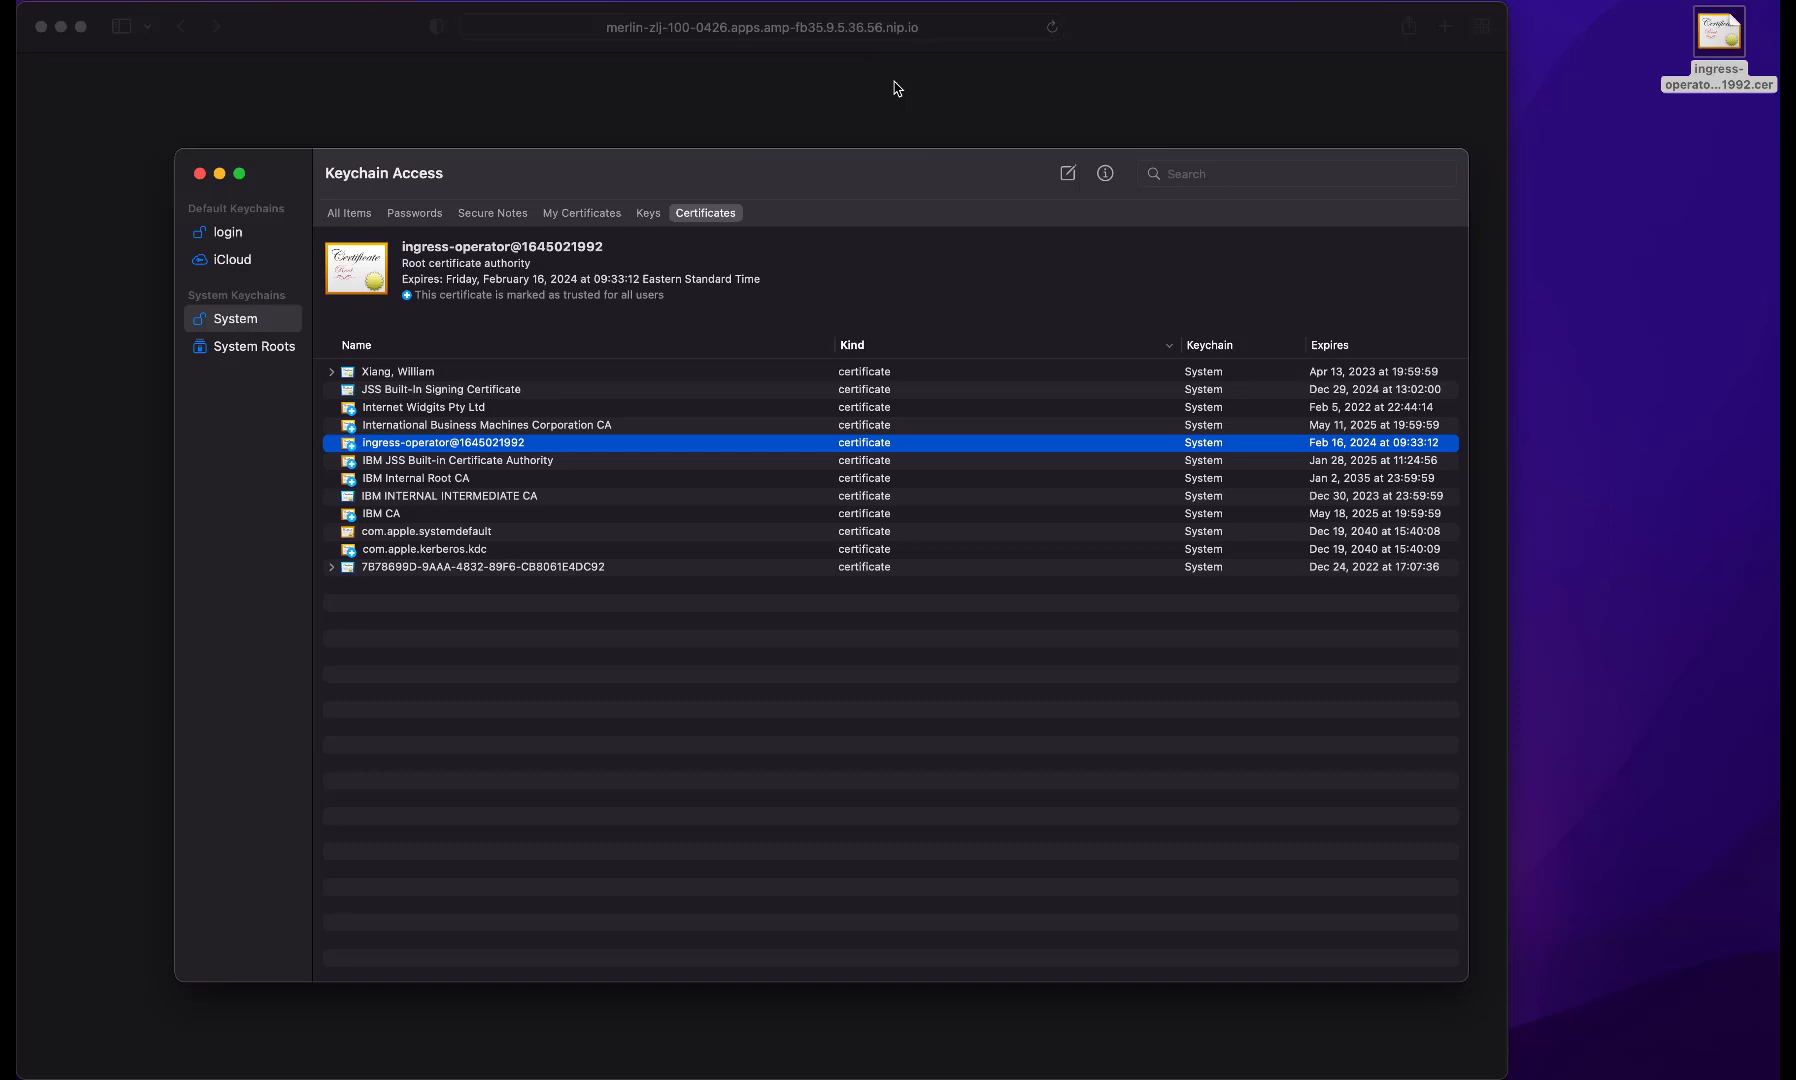 merlin-zlj-100-0426.apps.amp-fb35.9.5.36.56.nip.io
ingress-
operato...1992.cer
Keychain Access
Search
Default Keychains
login
iCloud
System Keychains
System
System Roots
All Items Passwords Secure Notes My Certificates Keys Certificates
ingress-operator@1645021992
Root certificate authority
Expires: Friday, February 16, 2024 at 09:33:12 Eastern Standard Time
This certificate is marked as trusted for all users
Name Kind Keychain Expires
Xiang, William certificate System Apr 13, 2023 at 19:59:59
JSS Built-In Signing Certificate certificate System Dec 29, 2024 at 13:02:00
Internet Widgits Pty Ltd certificate System Feb 5, 2022 at 22:44:14
International Business Machines Corporation CA certificate System May 11, 2025 at 19:59:59
ingress-operator@1645021992 certificate System Feb 16, 2024 at 09:33:12
IBM JSS Built-in Certificate Authority certificate System Jan 28, 2025 at 11:24:56
IBM Internal Root CA certificate System Jan 2, 2035 at 23:59:59
IBM INTERNAL INTERMEDIATE CA certificate System Dec 30, 2023 at 23:59:59
IBM CA certificate System May 18, 2025 at 19:59:59
com.apple.systemdefault certificate System Dec 19, 2040 at 15:40:08
com.apple.kerberos.kdc certificate System Dec 19, 2040 at 15:40:09
7B78699D-9AAA-4832-89F6-CB8061E4DC92 certificate System Dec 24, 2022 at 17:07:36
Certificate
Root